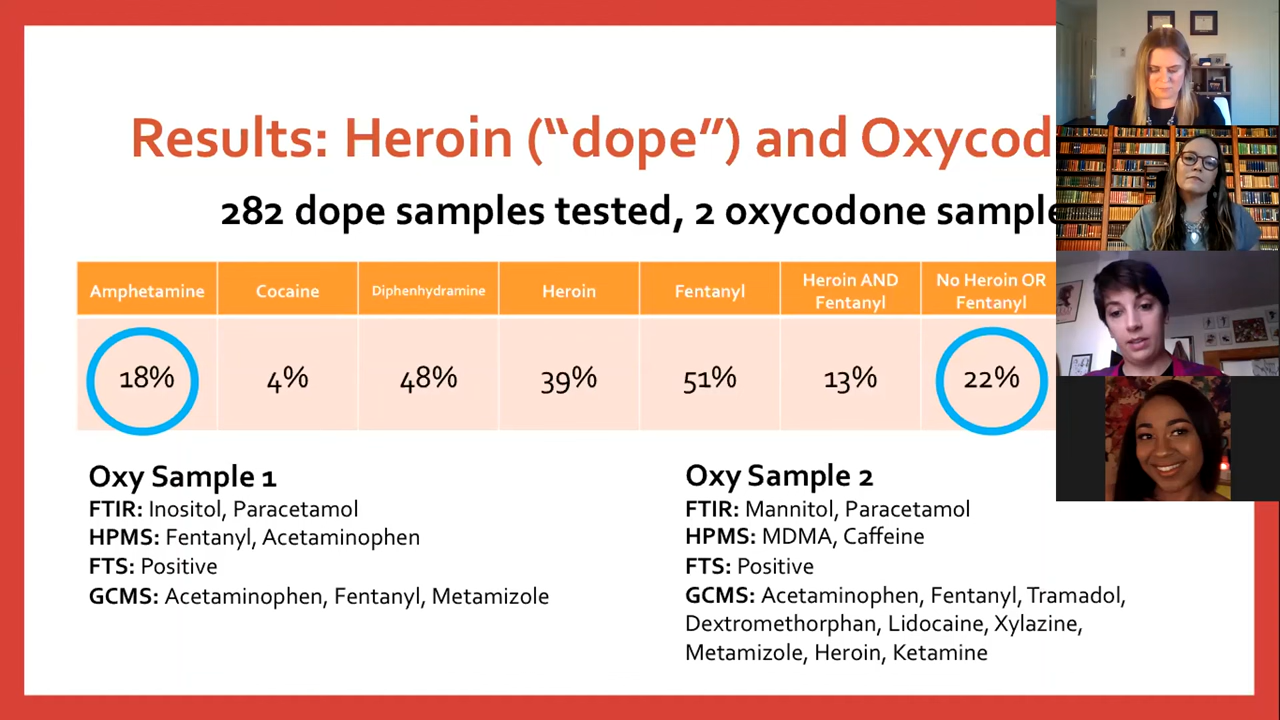 Results: Heroin (“dope”) and Oxycod
282 dope samples tested, 2 oxycodone sample
Amphetamine Cocaine Diphenhydramine Heroin Fentanyl Heroin AND Fentanyl No Heroin OR Fentanyl
18% 4% 48% 39% 51% 13% 22%
Oxy Sample 1
FTIR: Inositol, Paracetamol
HPMS: Fentanyl, Acetaminophen
FTS: Positive
GCMS: Acetaminophen, Fentanyl, Metamizole
Oxy Sample 2
FTIR: Mannitol, Paracetamol
HPMS: MDMA, Caffeine
FTS: Positive
GCMS: Acetaminophen, Fentanyl, Tramadol,
Dextromethorphan, Lidocaine, Xylazine,
Metamizole, Heroin, Ketamine